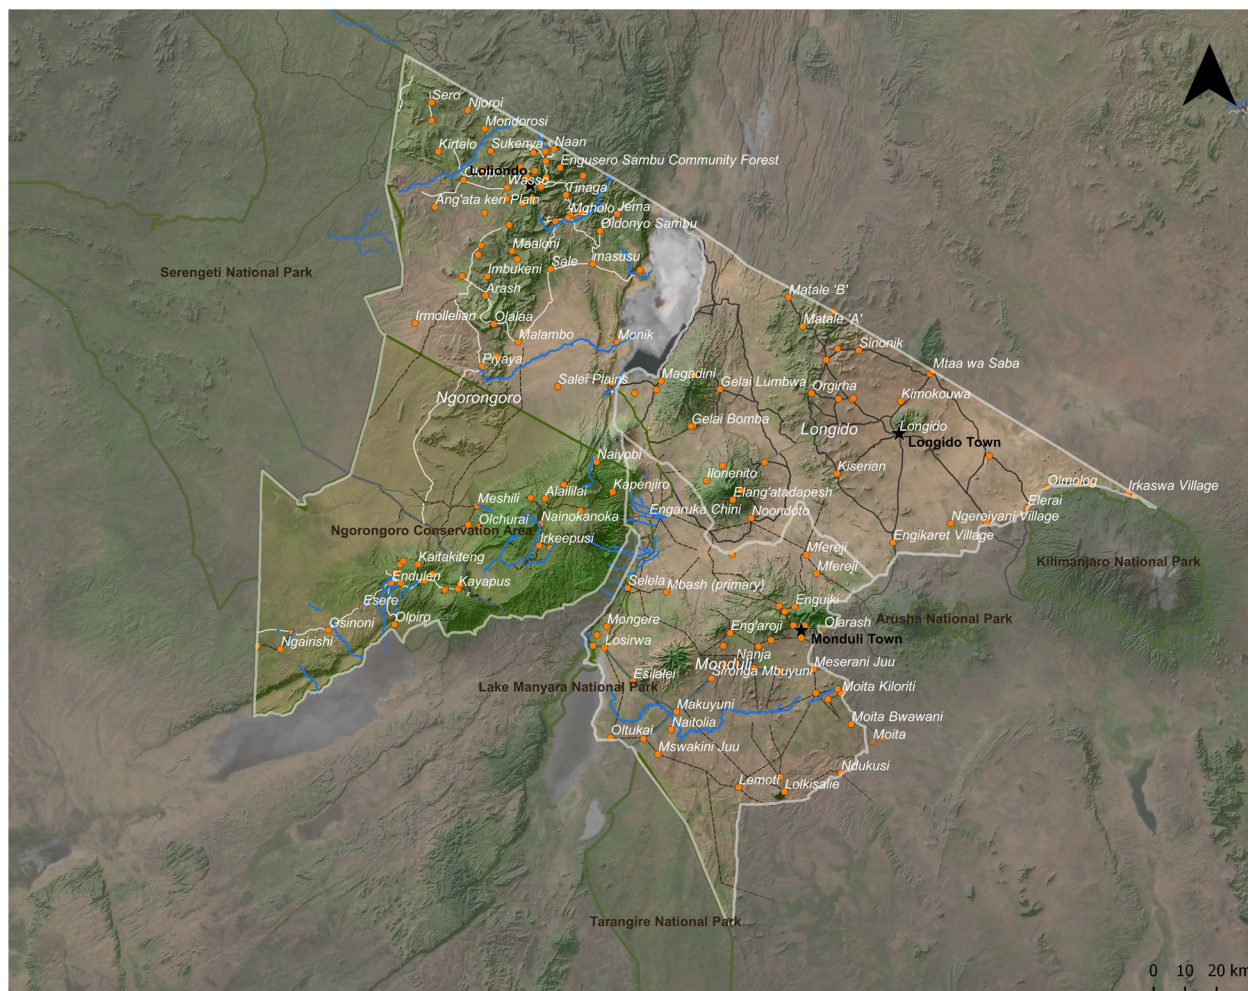 Sero
Njoroi
Mondorosi
Kirtalo
Sukenya
Naan
Engusero Sambu Community Forest
Loliondo
Wasso
Tinaga
Ang'ata keri Plain
Mgholo
Jema
Oldonyo Sambu
Serengeti National Park
Maaloni
Imbukeni
Sale
Arash
Irmollelian
Ololaa
Malambo
Monik
Piyaya
Salei Plains
Ngorongoro
Matale 'B'
Matale 'A'
Sinonik
Mtaa wa Saba
Magadini
Gelai Lumbwa
Orgirha
Kimokouwa
Gelai Bomba
Longido
Longido
Longido Town
Naiyobi
Ilorienito
Kiserian
Meshili
Alaililai
Kapenjiro
Elang'atadapesh
Olmolog
Irkaswa Village
Olchurai
Nainokanoka
Engaruka Chini
Noondoto
Elerai
Ngereiyani Village
Ngorongoro Conservation Area
Irkeepusi
Engikaret Village
Kaitakiteng
Mfereji
Kilimanjaro National Park
Endulen
Kayapus
Selela
Mbash (primary)
Mfereji
Esere
Enguiki
Osinoni
Olpiro
Mongere
Eng'aroji
Olarash
Arusha National Park
Ngairishi
Losirwa
Monduli Town
Nanja
Monduli
Meserani Juu
Esilalei
Sironga
Mbuyuni
Lake Manyara National Park
Moita Kiloriti
Makuyuni
Naitolia
Moita Bwawani
Oltukai
Moita
Mswakini Juu
Ndukusi
Lemoti
Lolkisalie
Tarangire National Park
0 10 20 km